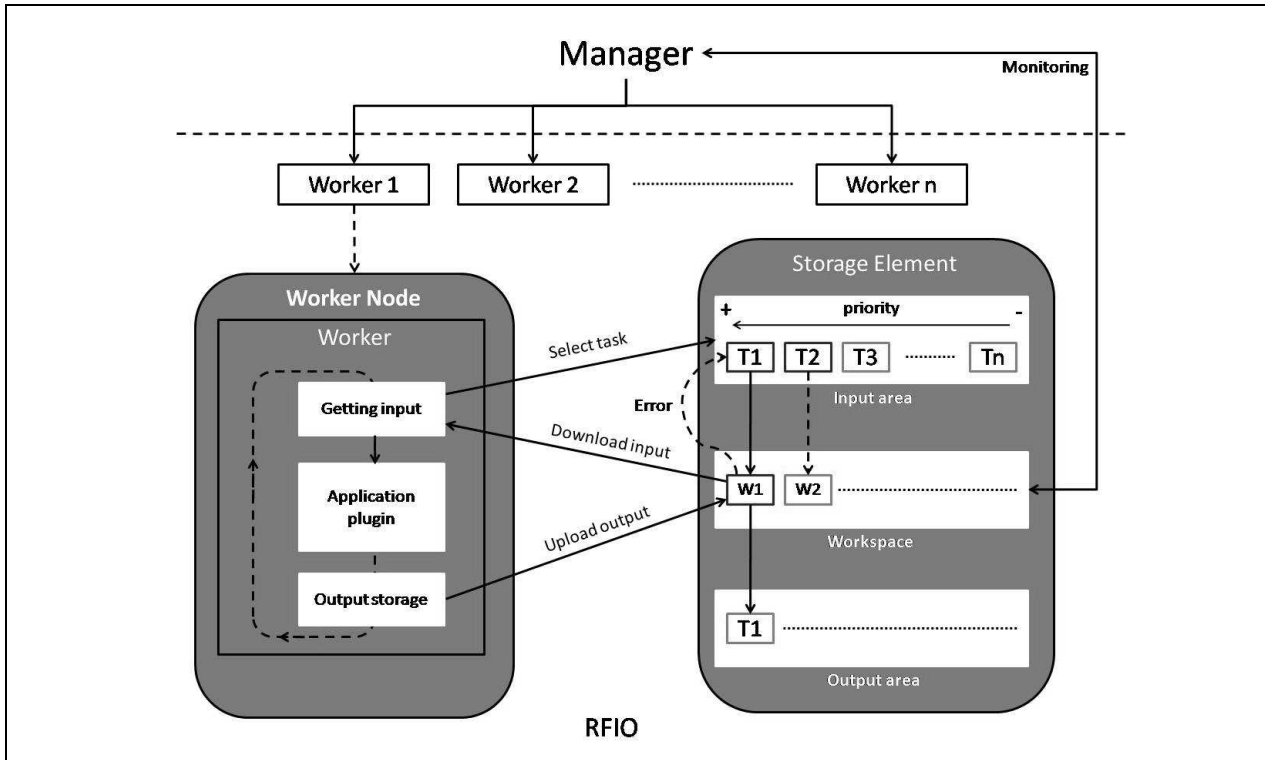 Manager
Monitoring
Worker 1
Worker 2
Worker n
Worker Node
Worker
Getting input
Application
plugin
Output storage
Select task
Download input
Upload output
Error
Storage Element
+ priority -
T1 T2 T3 .......... Tn
Input area
W1 W2
Workspace
T1
Output area
RFIO